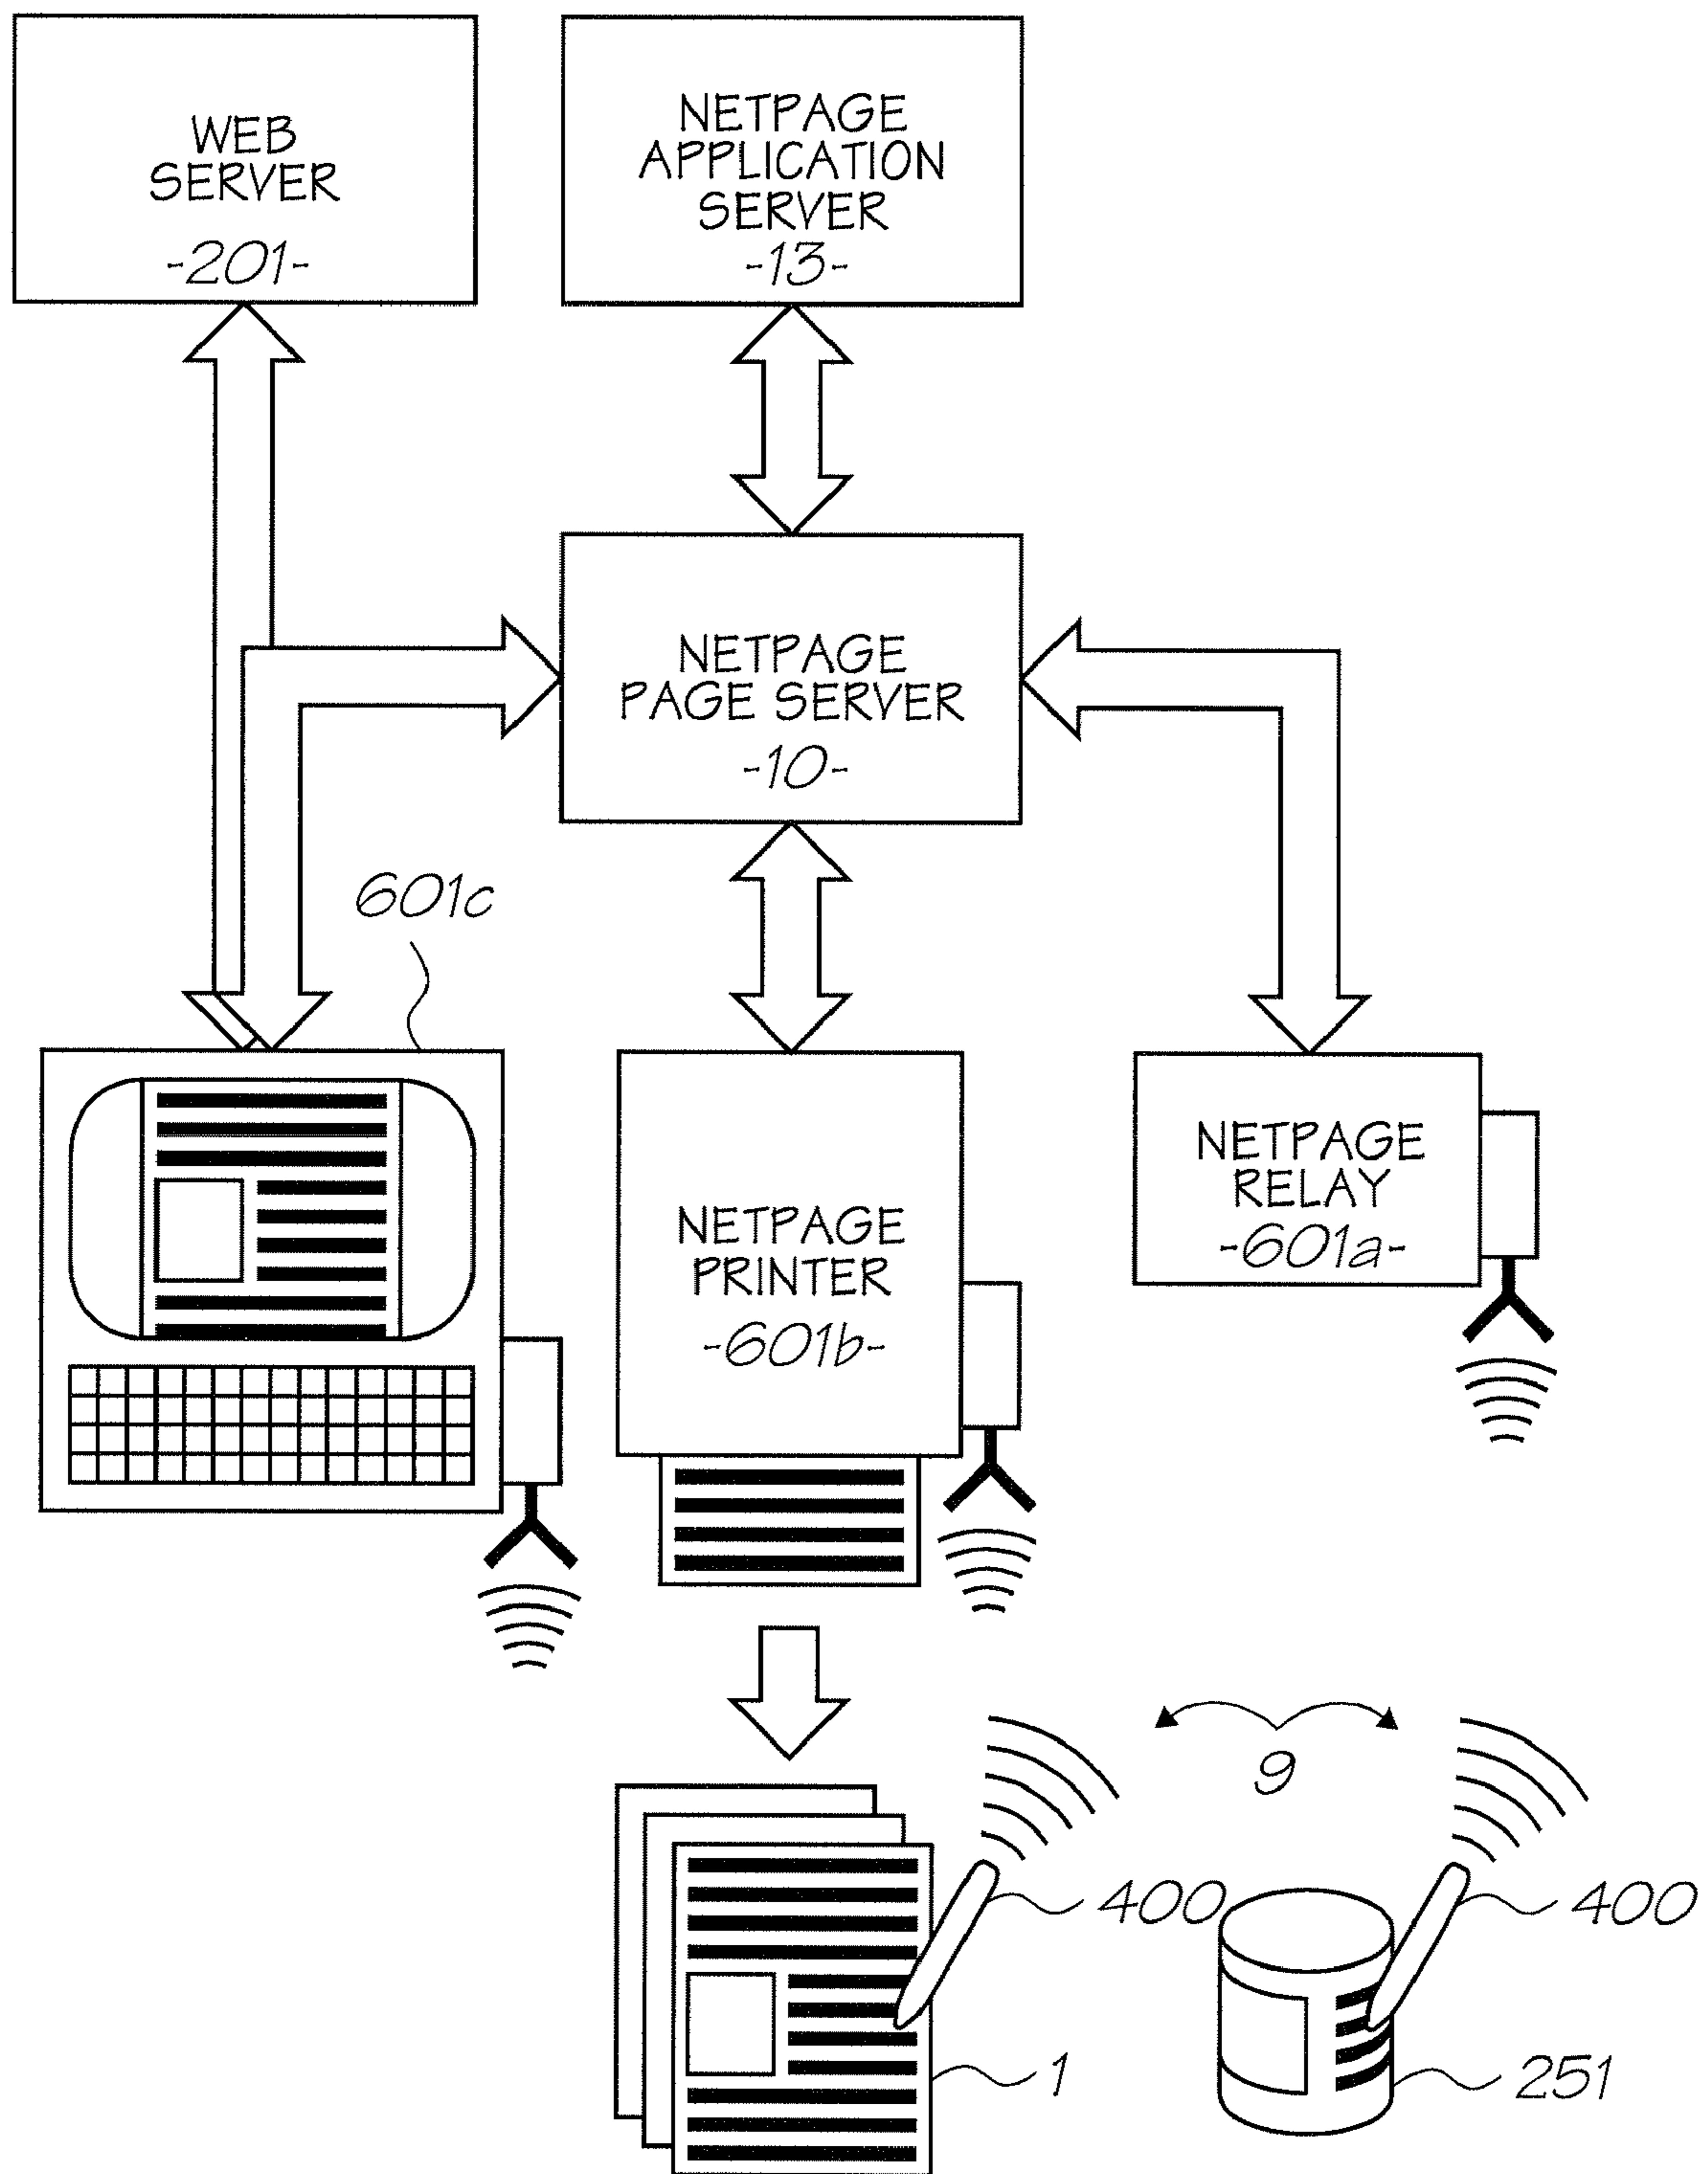 WEB
SERVER
-201-
NETPAGE
APPLICATION
SERVER
-13-
NETPAGE
PAGE SERVER
-10-
601c
NETPAGE
PRINTER
-601b-
NETPAGE
RELAY
-601a-
9
400
400
1
251